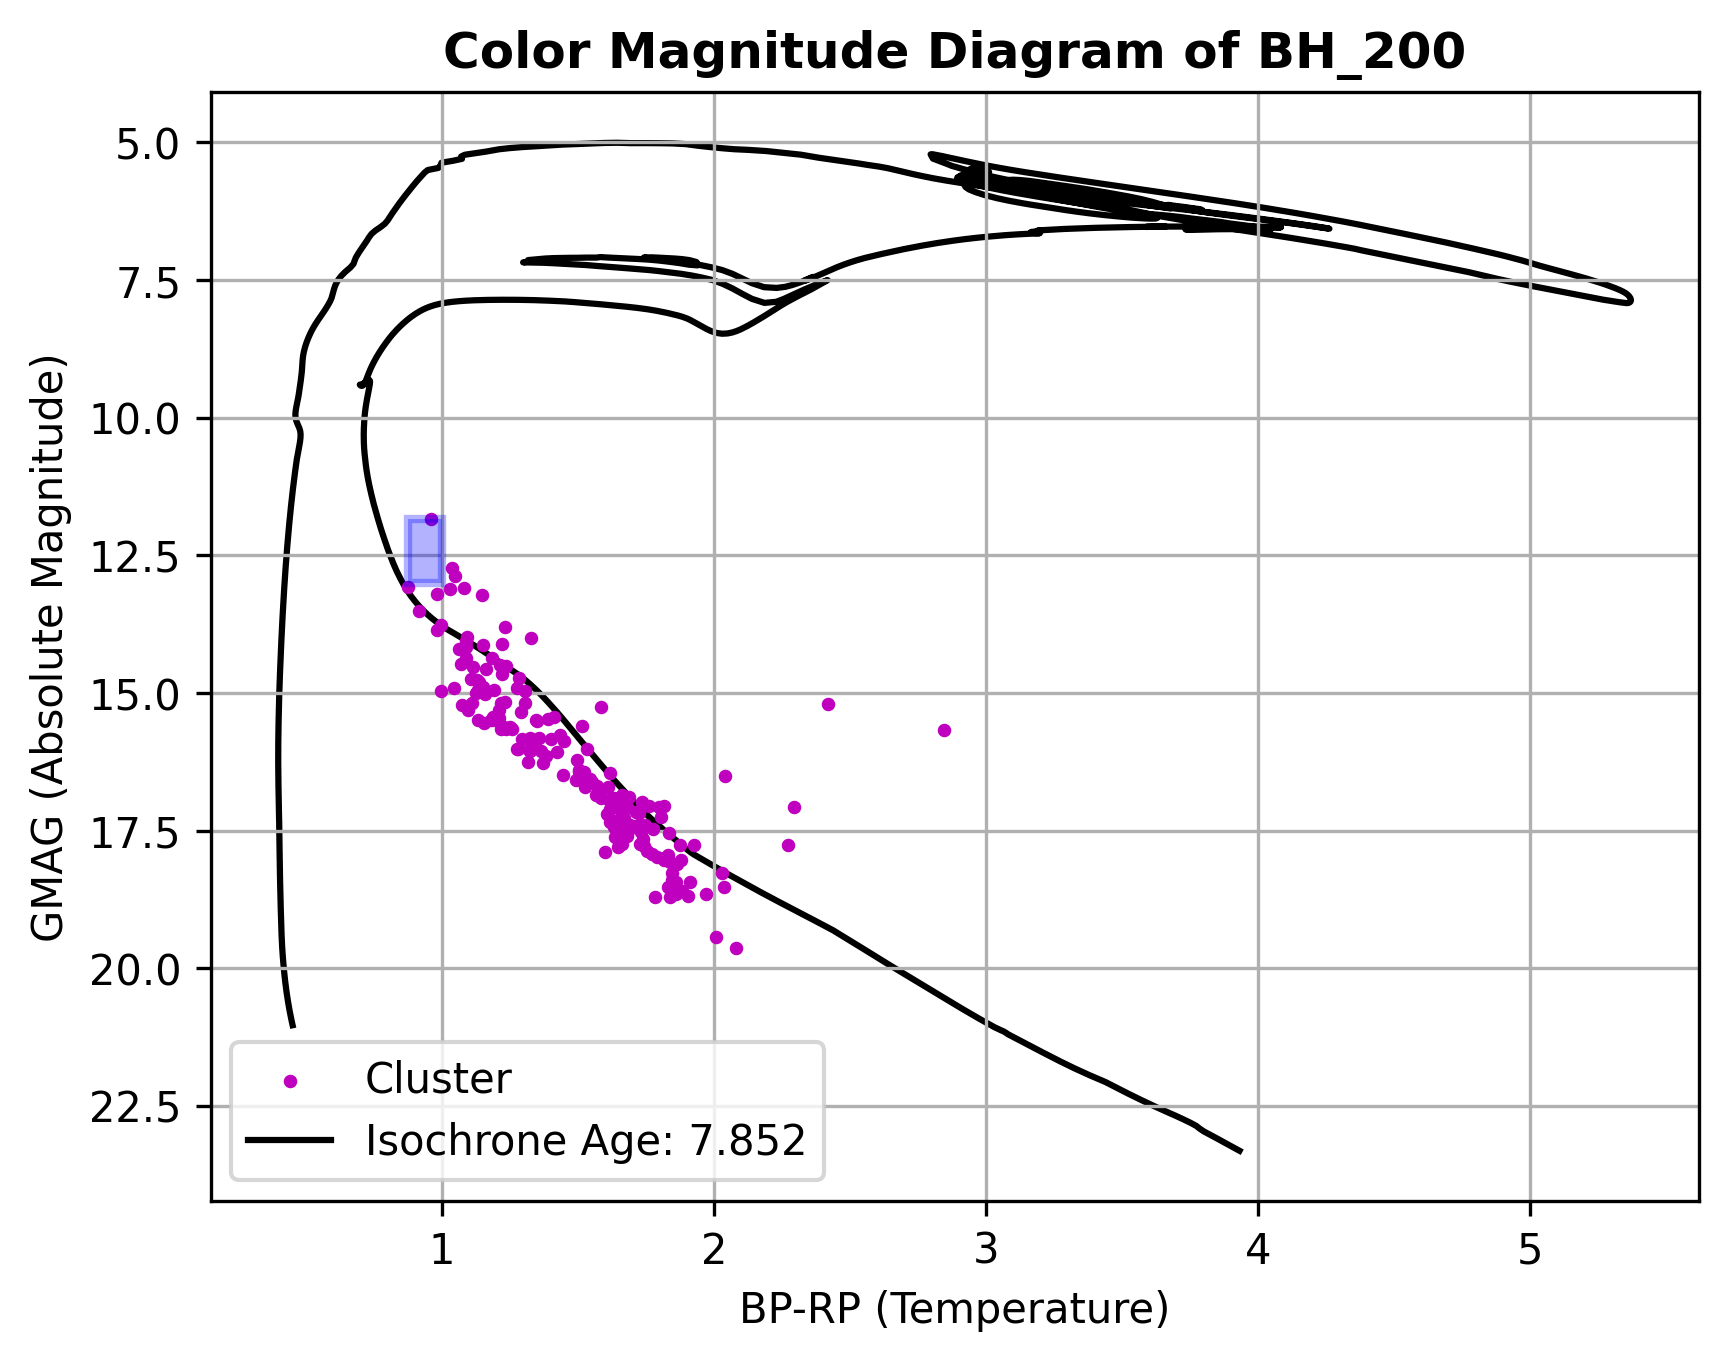 Color Magnitude Diagram of BH_200
GMAG (Absolute Magnitude)
5.0
7.5
10.0
12.5
15.0
17.5
20.0
22.5
Cluster
Isochrone Age: 7.852
1 2 3 4 5
BP-RP (Temperature)